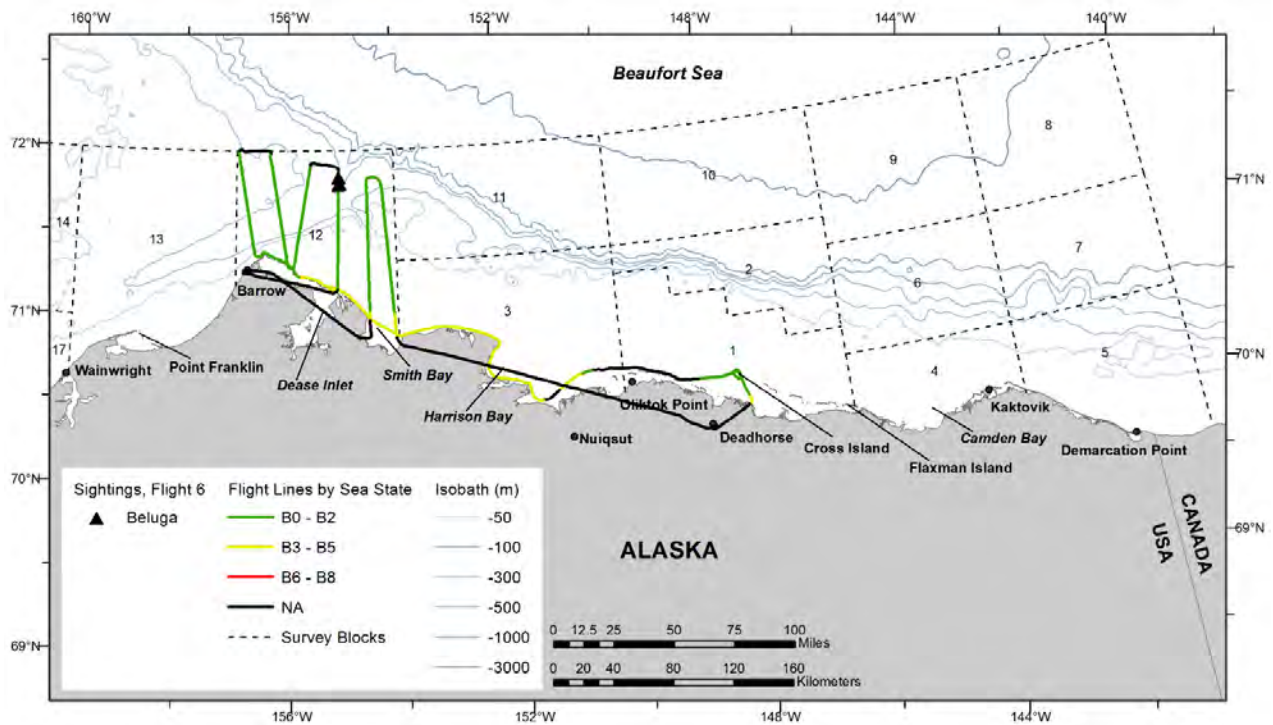 160°W 156°W 152°W 148°W 144°W 140°W
Beaufort Sea
72°N
71°N
71°N
70°N
70°N
69°N
69°N
8
9
10
11
14
13
12
7
2
6
3
5
1
4
17
Barrow
Point Franklin
Wainwright
Dease Inlet
Smith Bay
Harrison Bay
Oliktok Point
Nuiqsut
Deadhorse
Cross Island
Flaxman Island
Camden Bay
Kaktovik
Demarcation Point
CANADA
USA
ALASKA
Sightings, Flight 6
Beluga
Flight Lines by Sea State
B0 - B2
B3 - B5
B6 - B8
NA
Survey Blocks
Isobath (m)
-50
-100
-300
-500
-1000
-3000
0 12.5 25 50 75 100
Miles
0 20 40 80 120 160
Kilometers
156°W 152°W 148°W 144°W